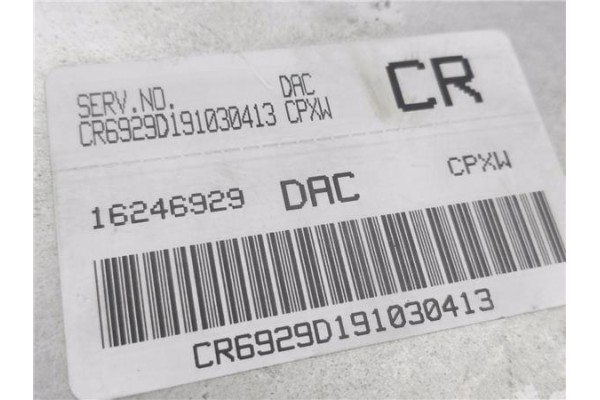 SERV.NO. DAC CR
CR6929D191030413 CPXW
16246929 DAC CPXW
CR6929D191030413